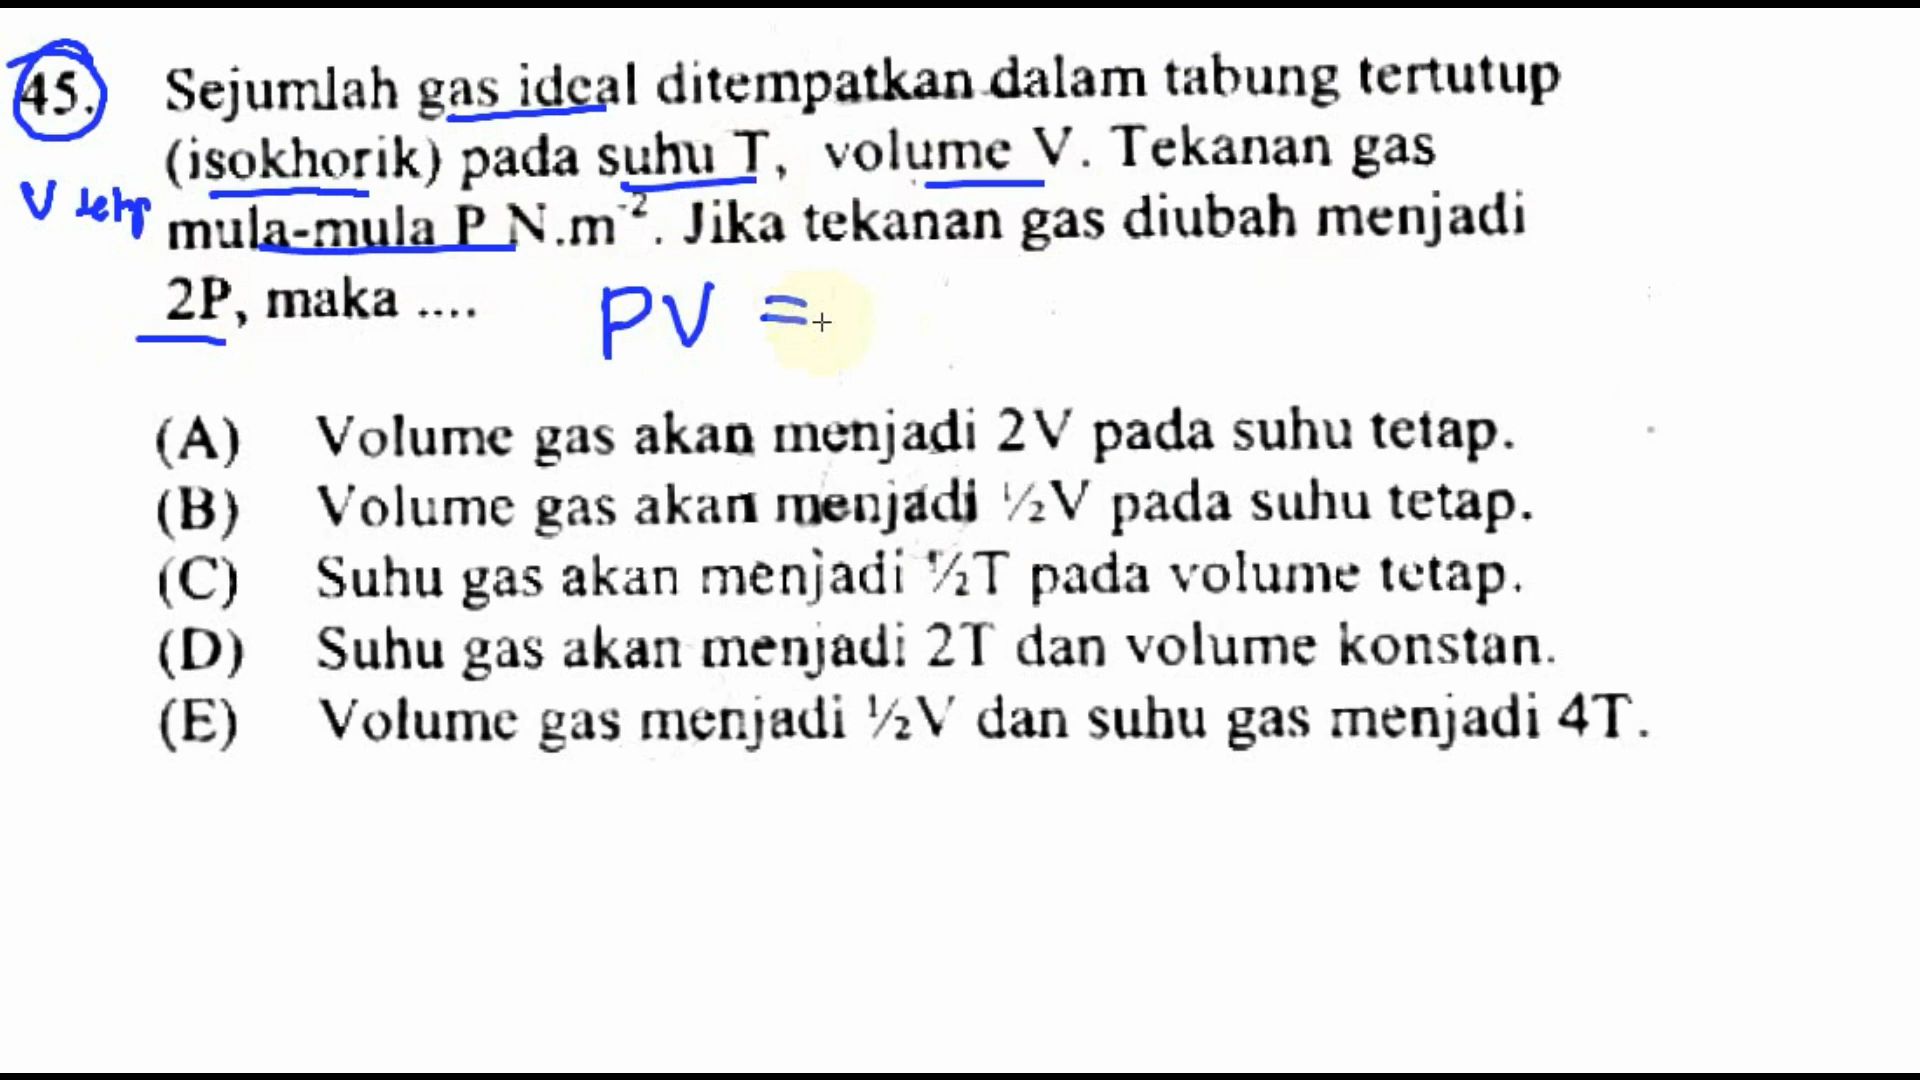 45. Sejumlah gas ideal ditempatkan dalam tabung tertutup
(isokhorik) pada suhu T, volume V. Tekanan gas
V tetap
mula-mula P N.m⁻². Jika tekanan gas diubah menjadi
2P, maka ....
PV =
(A) Volume gas akan menjadi 2V pada suhu tetap.
(B) Volume gas akan menjadi ½V pada suhu tetap.
(C) Suhu gas akan menjadi ½T pada volume tetap.
(D) Suhu gas akan menjadi 2T dan volume konstan.
(E) Volume gas menjadi ½V dan suhu gas menjadi 4T.